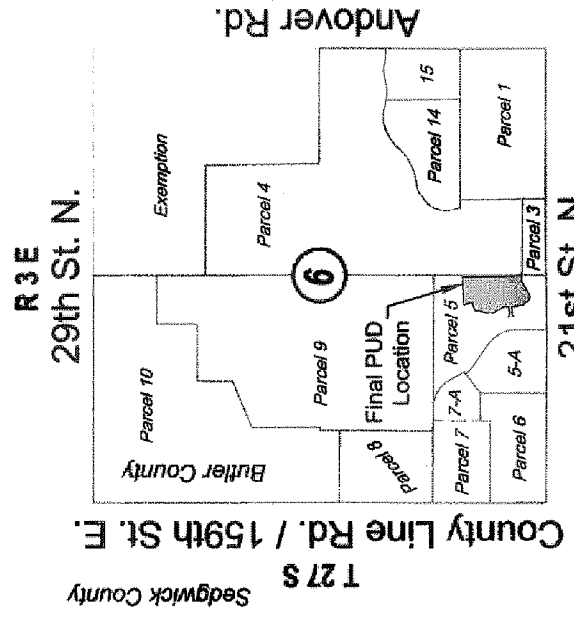 R 3 E
29th St. N.
Andover Rd.
Exemption
Parcel 10
Parcel 4
Butler County
6
Parcel 9
15
Parcel 14
Final PUD
Location
Parcel 8
Parcel 5
7-A
Parcel 7
5-A
Parcel 1
Parcel 6
Parcel 3
County Line Rd. / 159th St. E.
T 27 S
Sedgwick County
21st St. N.